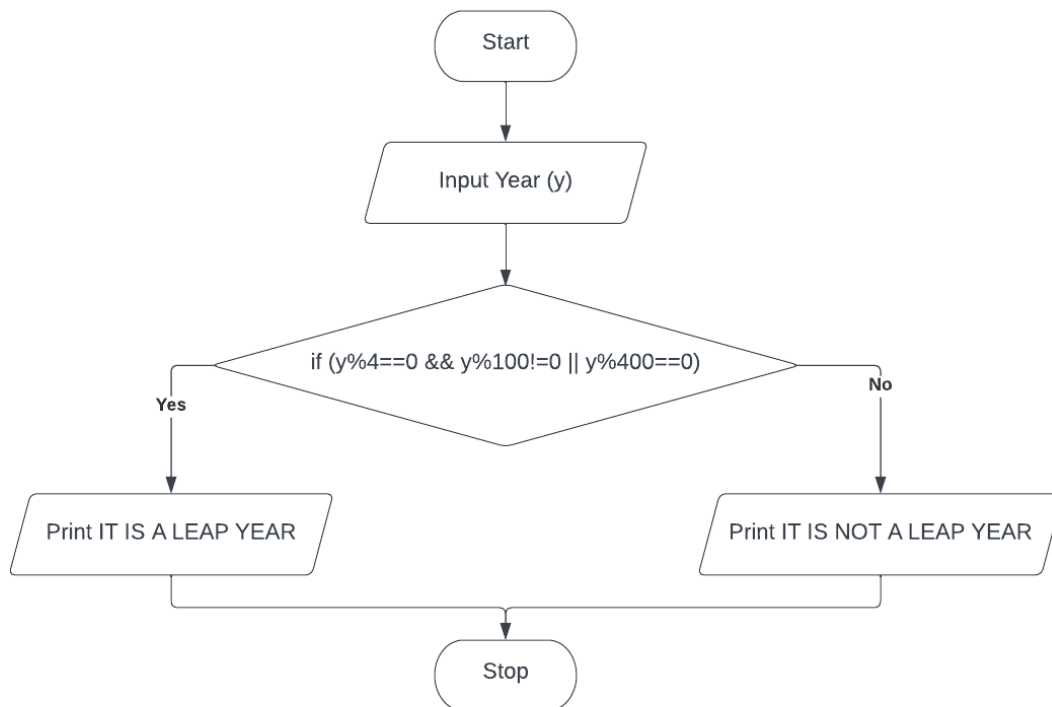 Start
Input Year (y)
if (y%4==0 && y%100!=0 || y%400==0)
Yes
No
Print IT IS A LEAP YEAR
Print IT IS NOT A LEAP YEAR
Stop